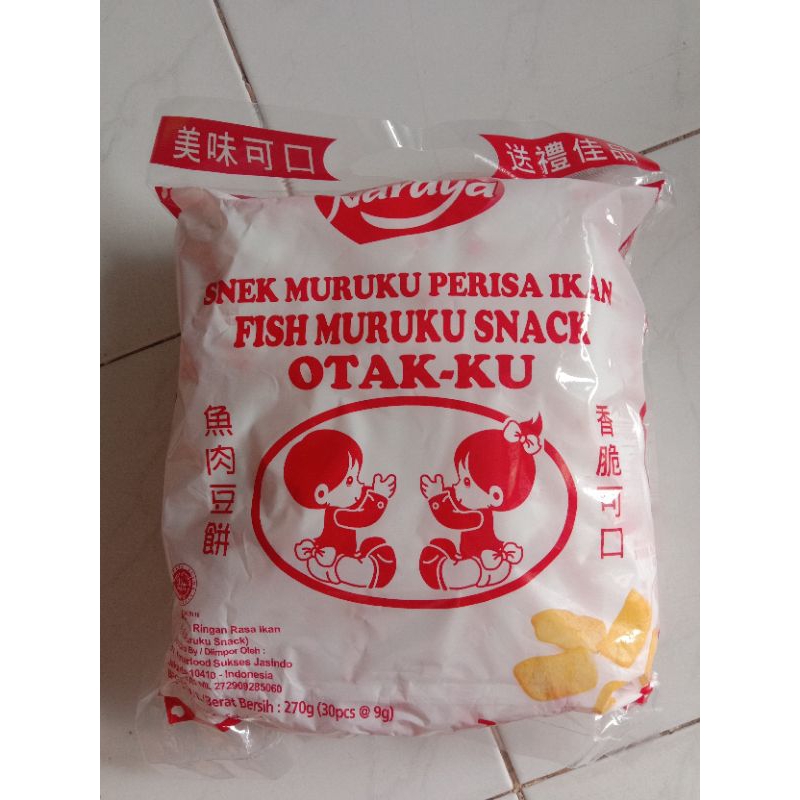 美味可口
送禮佳品
Naraya
SNEK MURUKU PERISA IKAN
FISH MURUKU SNACK
OTAK-KU
魚肉豆餅
香脆可口
Ringan Rasa Ikan
Snack)
By / Diimpor Oleh :
Sukses Jasindo
10410 - Indonesia
272909285060
Berat Bersih : 270g (30pcs @ 9g)